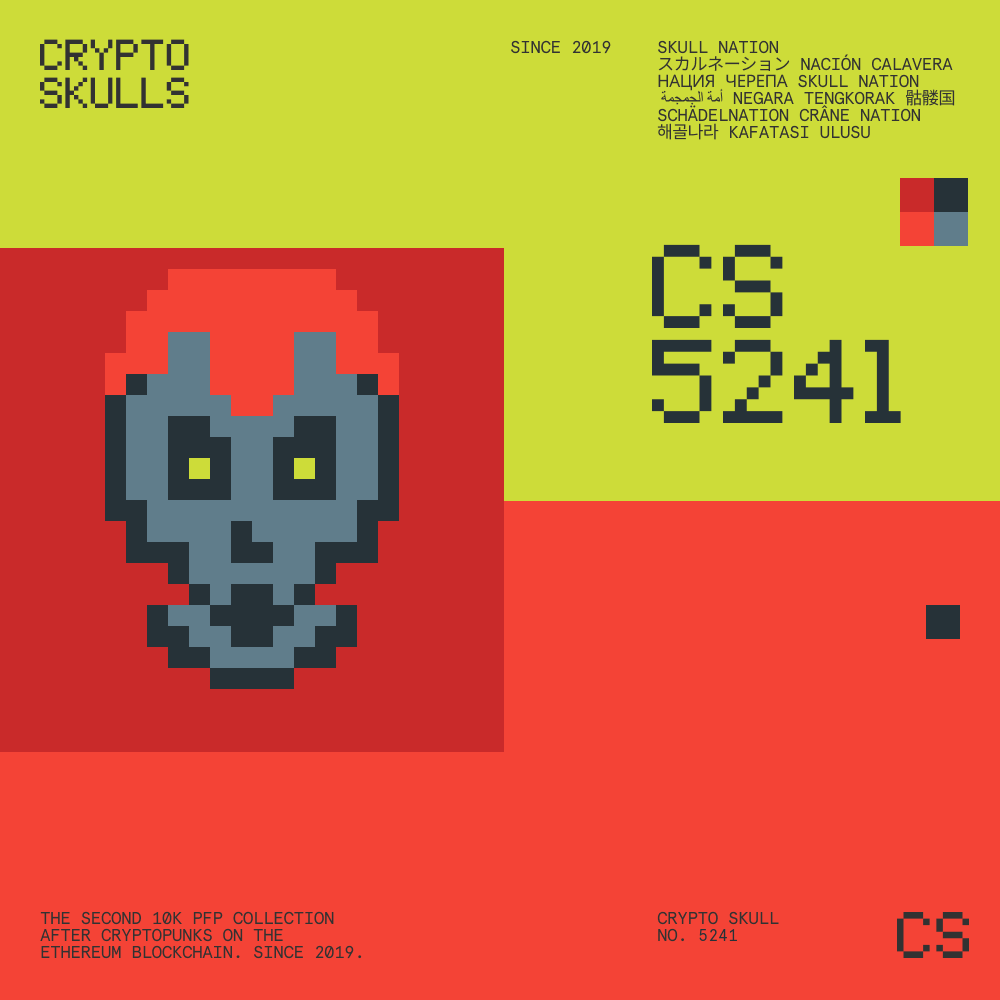 CRYPTO
SKULLS
SINCE 2019
SKULL NATION
スカルネーション NACIÓN CALAVERA
НАЦИЯ ЧЕРЕПА SKULL NATION
أمة الجمجمة NEGARA TENGKORAK 骷髅国
SCHÄDELNATION CRÂNE NATION
해골나라 KAFATASI ULUSU
CS
5241
THE SECOND 10K PFP COLLECTION
AFTER CRYPTOPUNKS ON THE
ETHEREUM BLOCKCHAIN. SINCE 2019.
CRYPTO SKULL
NO. 5241
CS